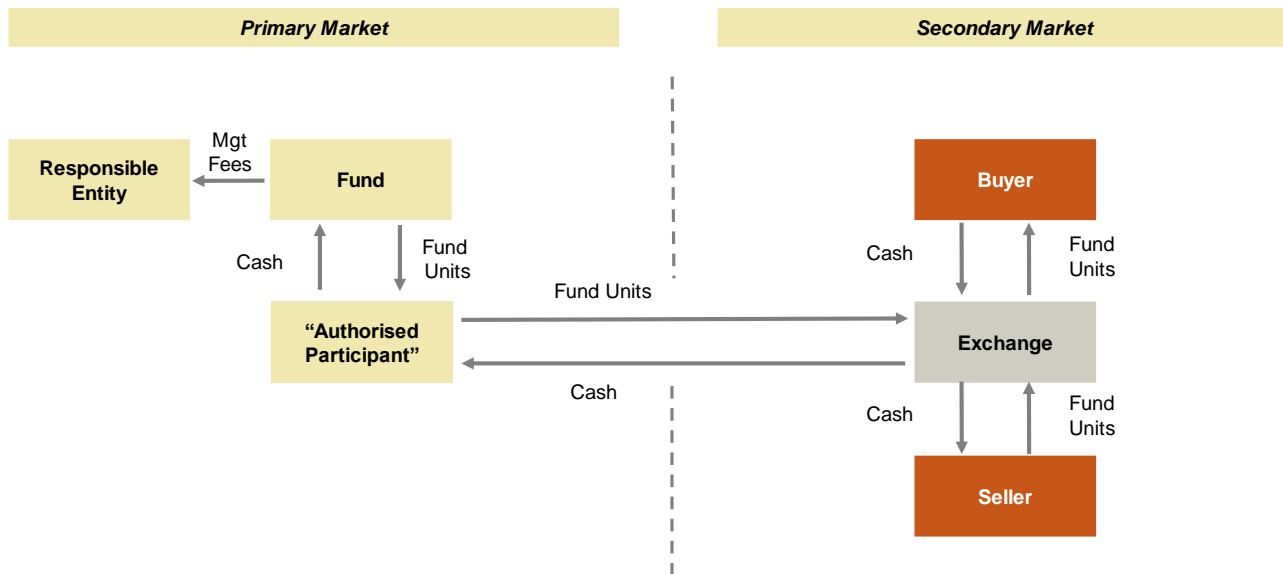 Primary Market
Secondary Market
Mgt
Fees
Responsible
Entity
Fund
Buyer
Cash
Fund
Units
Cash
Fund
Units
Fund Units
“Authorised
Participant”
Exchange
Cash
Cash
Fund
Units
Seller